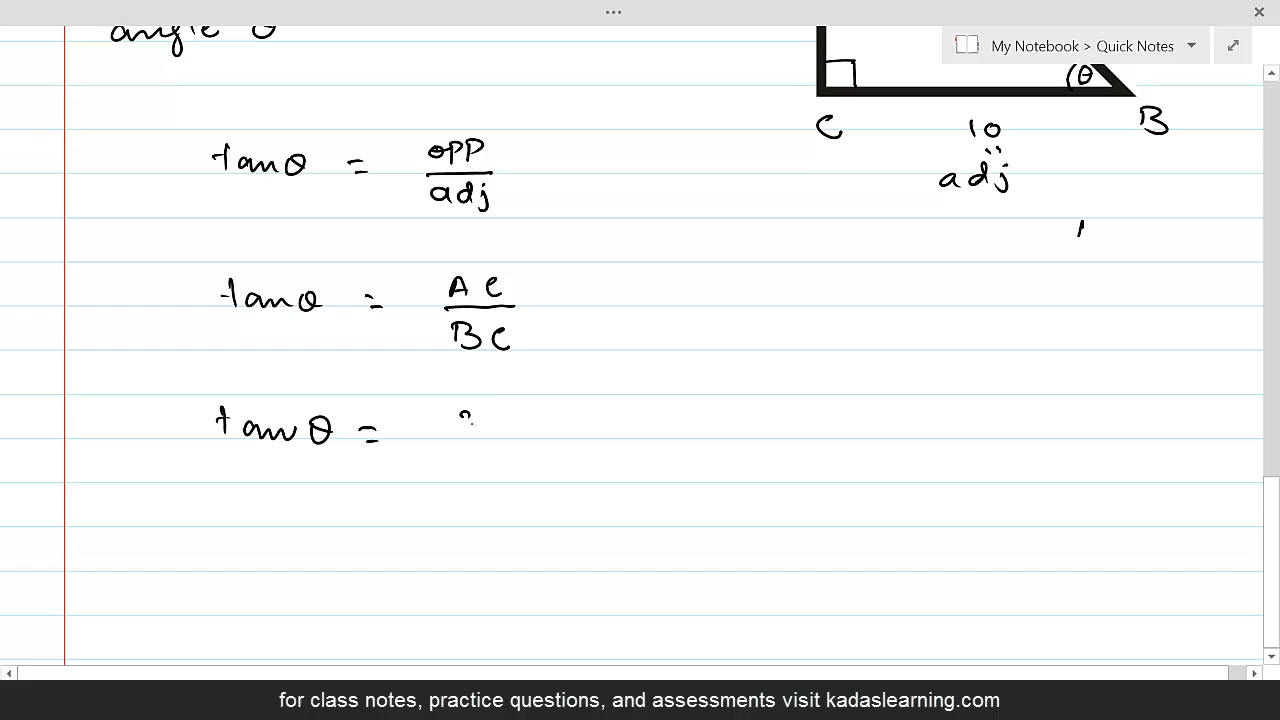 angle θ
My Notebook > Quick Notes
θ
C
10
B
adj
tanθ = opp
adj
tanθ = AC
BC
tanθ =
for class notes, practice questions, and assessments visit kadaslearning.com